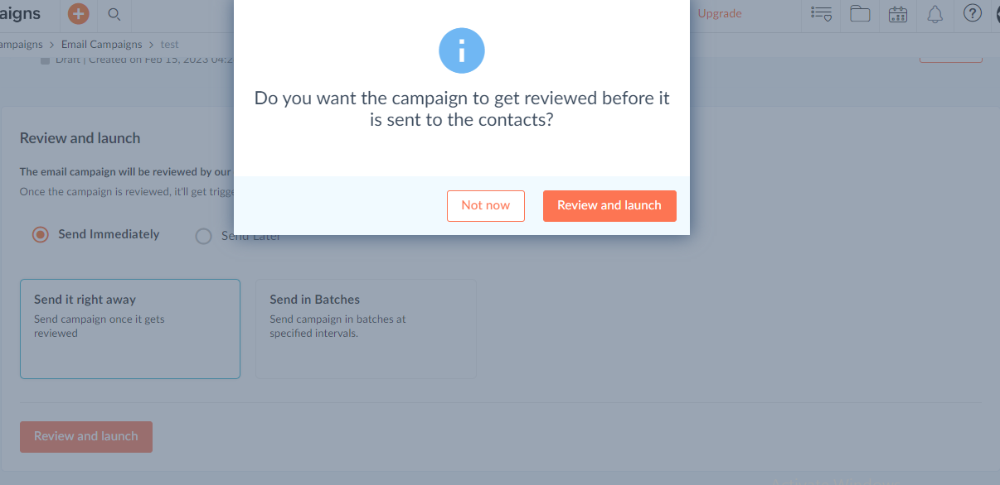 aigns
Upgrade
ampaigns > Email Campaigns > test
Draft | Created on Feb 15, 2023 04:2
Do you want the campaign to get reviewed before it
is sent to the contacts?
Not now
Review and launch
Review and launch
The email campaign will be reviewed by our
Once the campaign is reviewed, it'll get trigge
Send Immediately
Send Later
Send it right away
Send campaign once it gets
reviewed
Send in Batches
Send campaign in batches at
specified intervals.
Review and launch